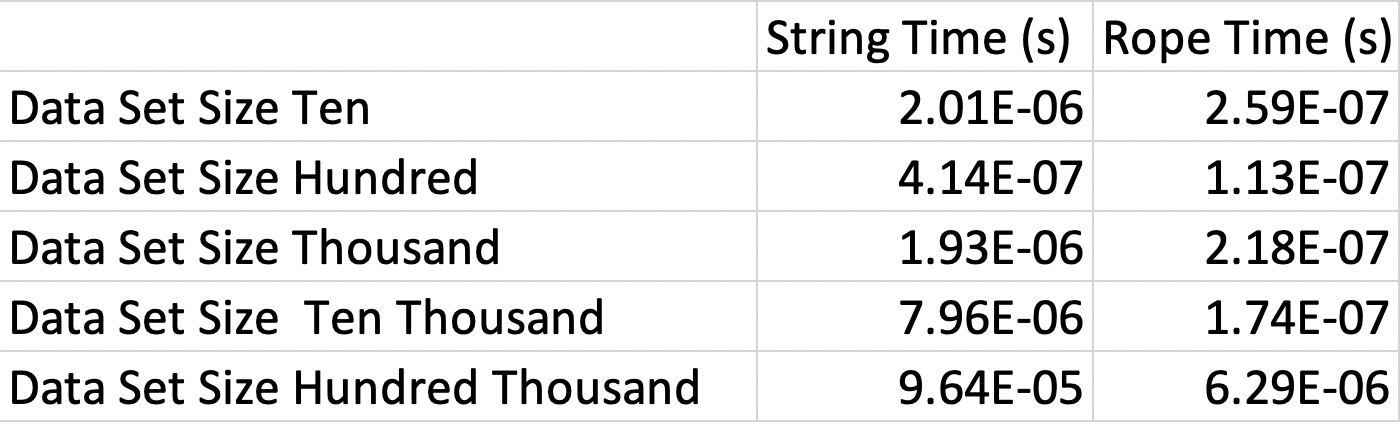 String Time (s) Rope Time (s)
Data Set Size Ten 2.01E-06 2.59E-07
Data Set Size Hundred 4.14E-07 1.13E-07
Data Set Size Thousand 1.93E-06 2.18E-07
Data Set Size  Ten Thousand 7.96E-06 1.74E-07
Data Set Size Hundred Thousand 9.64E-05 6.29E-06